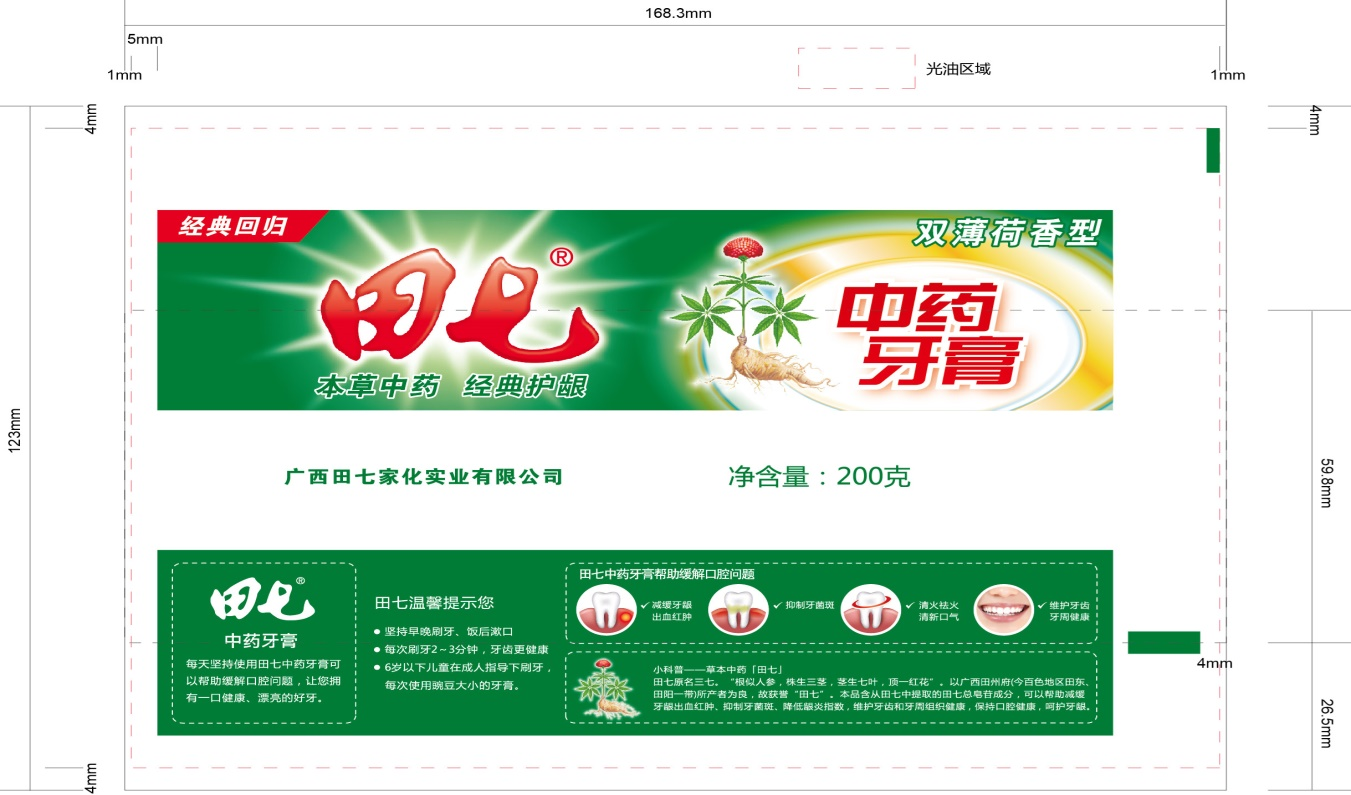 168.3mm
5mm
1mm
光油区域
1mm
4mm
4mm
经典回归
双薄荷香型
田七®
中药
牙膏
本草中药 经典护龈
123mm
广西田七家化实业有限公司
净含量：200克
59.8mm
田七®
中药牙膏
每天坚持使用田七中药牙膏可
以帮助缓解口腔问题，让您拥
有一口健康、漂亮的好牙。
田七温馨提示您
● 坚持早晚刷牙、饭后漱口
● 每次刷牙2～3分钟，牙齿更健康
● 6岁以下儿童在成人指导下刷牙，
每次使用豌豆大小的牙膏。
田七中药牙膏帮助缓解口腔问题
✓ 减缓牙龈
出血红肿
✓ 抑制牙菌斑
✓ 清火祛火
清新口气
✓ 维护牙齿
牙周健康
小科普——草本中药「田七」
田七原名三七。“根似人参，株生三茎，茎生七叶，顶一红花”。以广西田州府(今百色地区田东、
田阳一带)所产者为良，故获誉“田七”。本品含从田七中提取的田七总皂苷成分，可以帮助减缓
牙龈出血红肿、抑制牙菌斑、降低龈炎指数，维护牙齿和牙周组织健康，保持口腔健康，呵护牙龈。
4mm
26.5mm
4mm